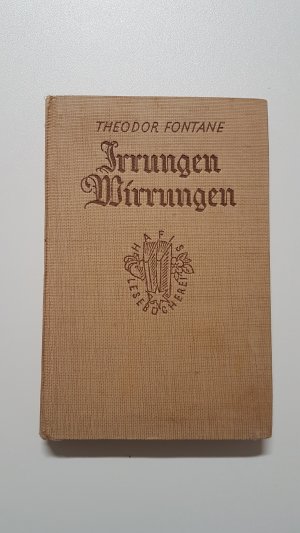 THEODOR FONTANE
Irrungen
Wirrungen
HAFIS
LESEBÜCHEREI